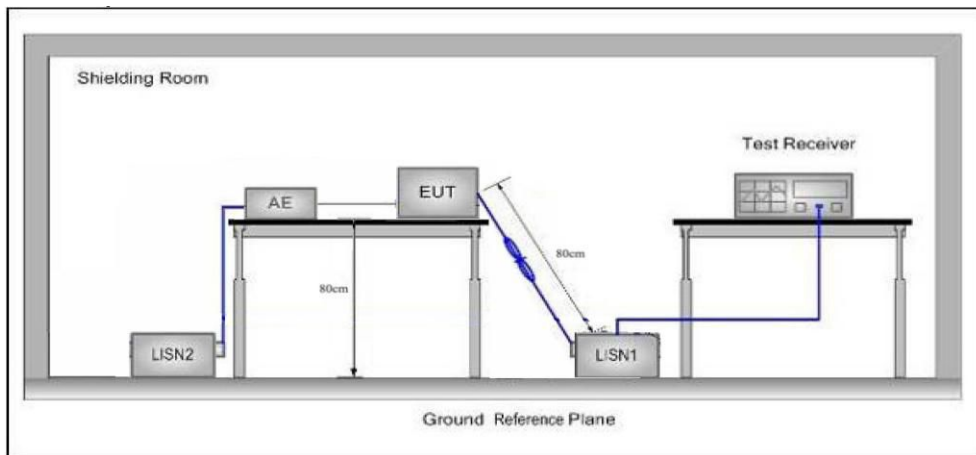 Shielding Room
Test Receiver
AE
EUT
80cm
80cm
LISN2
LISN1
Ground Reference Plane